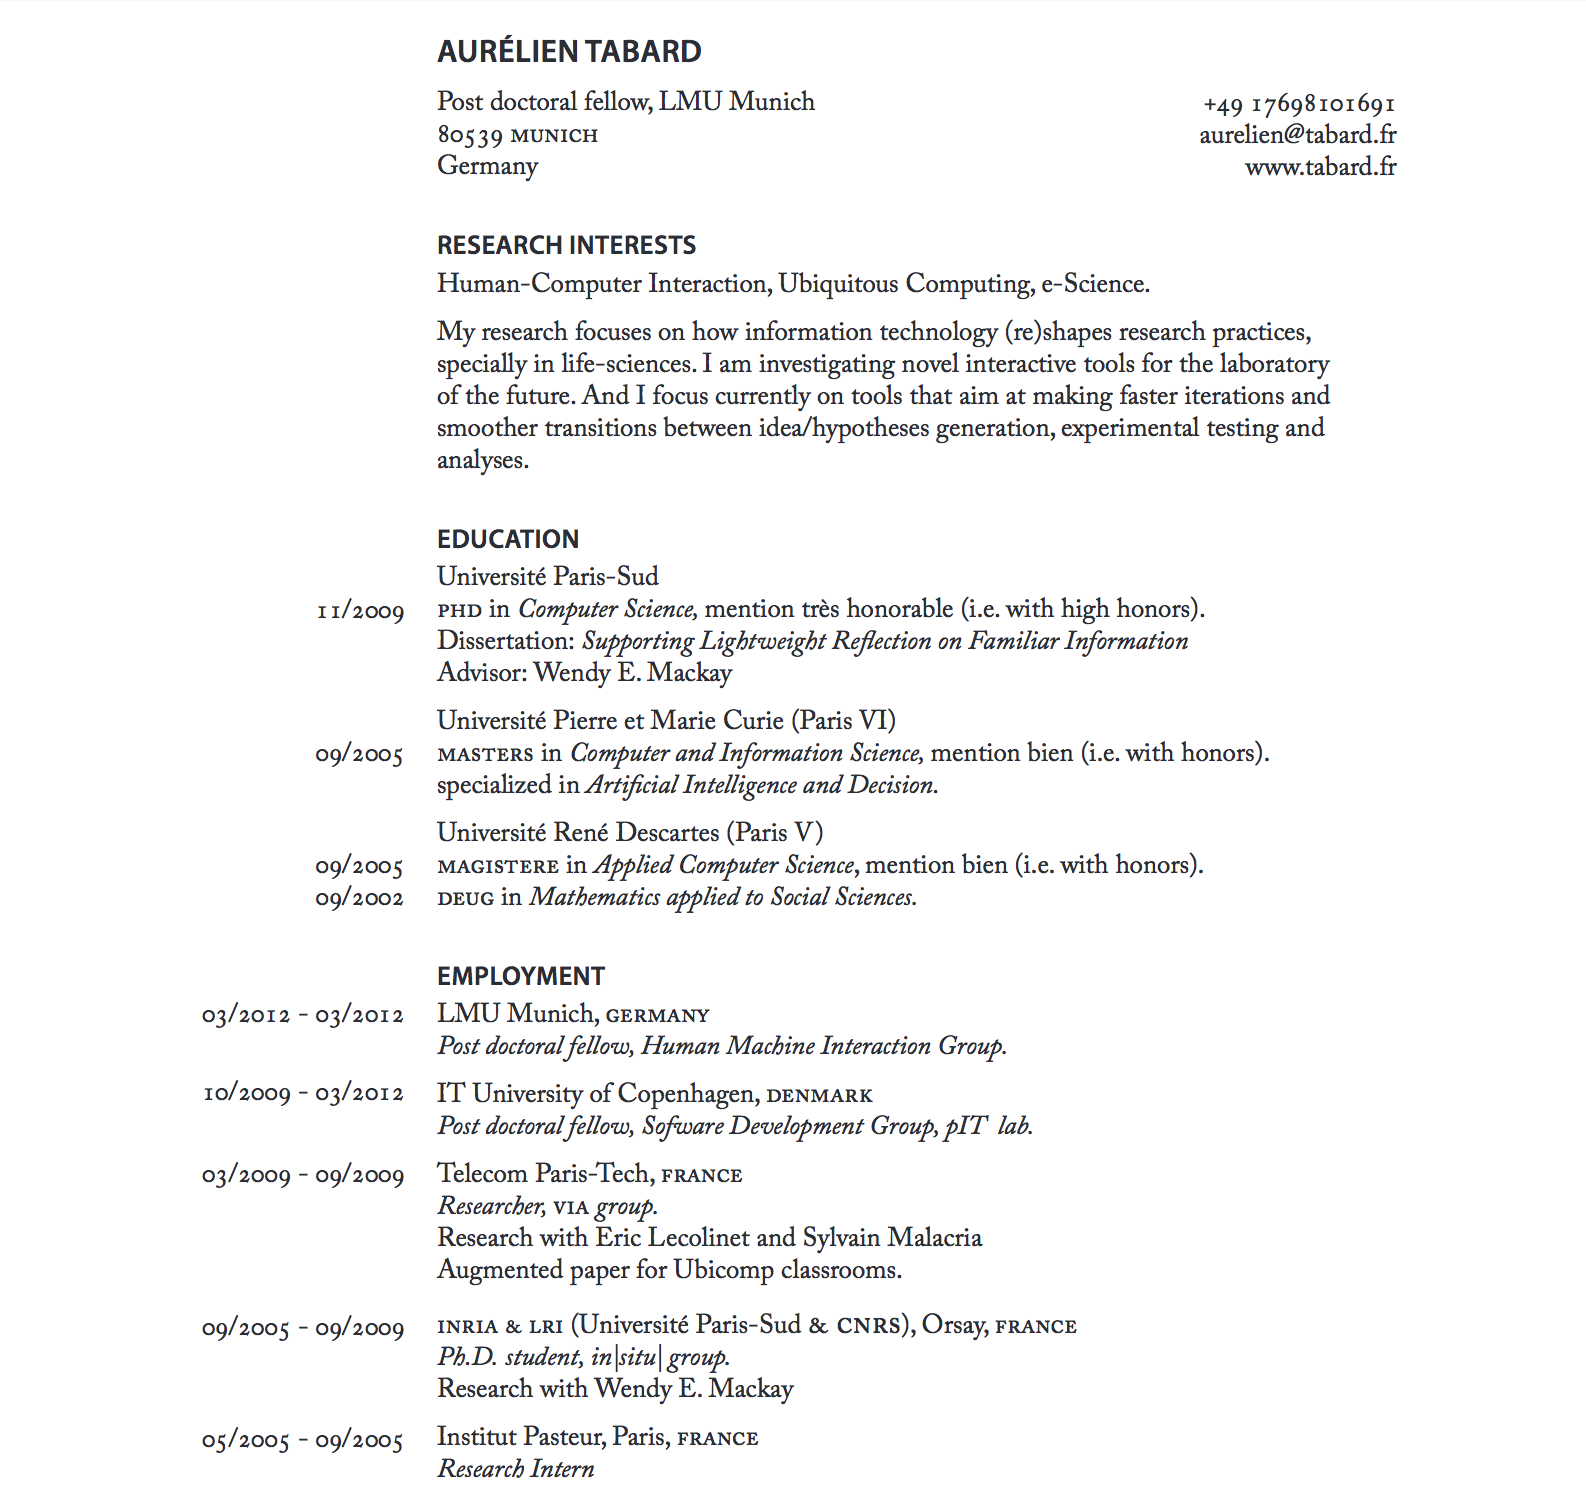 AURÉLIEN TABARD
Post doctoral fellow, LMU Munich
80539 MUNICH
Germany
+49 17698101691
aurelien@tabard.fr
www.tabard.fr
RESEARCH INTERESTS
Human-Computer Interaction, Ubiquitous Computing, e-Science.
My research focuses on how information technology (re)shapes research practices,
specially in life-sciences. I am investigating novel interactive tools for the laboratory
of the future. And I focus currently on tools that aim at making faster iterations and
smoother transitions between idea/hypotheses generation, experimental testing and
analyses.
EDUCATION
Université Paris-Sud
11/2009 PHD in Computer Science, mention très honorable (i.e. with high honors).
Dissertation: Supporting Lightweight Reflection on Familiar Information
Advisor: Wendy E. Mackay
Université Pierre et Marie Curie (Paris VI)
09/2005 MASTERS in Computer and Information Science, mention bien (i.e. with honors).
specialized in Artificial Intelligence and Decision.
Université René Descartes (Paris V)
09/2005 MAGISTERE in Applied Computer Science, mention bien (i.e. with honors).
09/2002 DEUG in Mathematics applied to Social Sciences.
EMPLOYMENT
03/2012 - 03/2012 LMU Munich, GERMANY
Post doctoral fellow, Human Machine Interaction Group.
10/2009 - 03/2012 IT University of Copenhagen, DENMARK
Post doctoral fellow, Sofware Development Group, pIT lab.
03/2009 - 09/2009 Telecom Paris-Tech, FRANCE
Researcher, VIA group.
Research with Eric Lecolinet and Sylvain Malacria
Augmented paper for Ubicomp classrooms.
09/2005 - 09/2009 INRIA & LRI (Université Paris-Sud & CNRS), Orsay, FRANCE
Ph.D. student, in|situ| group.
Research with Wendy E. Mackay
05/2005 - 09/2005 Institut Pasteur, Paris, FRANCE
Research Intern